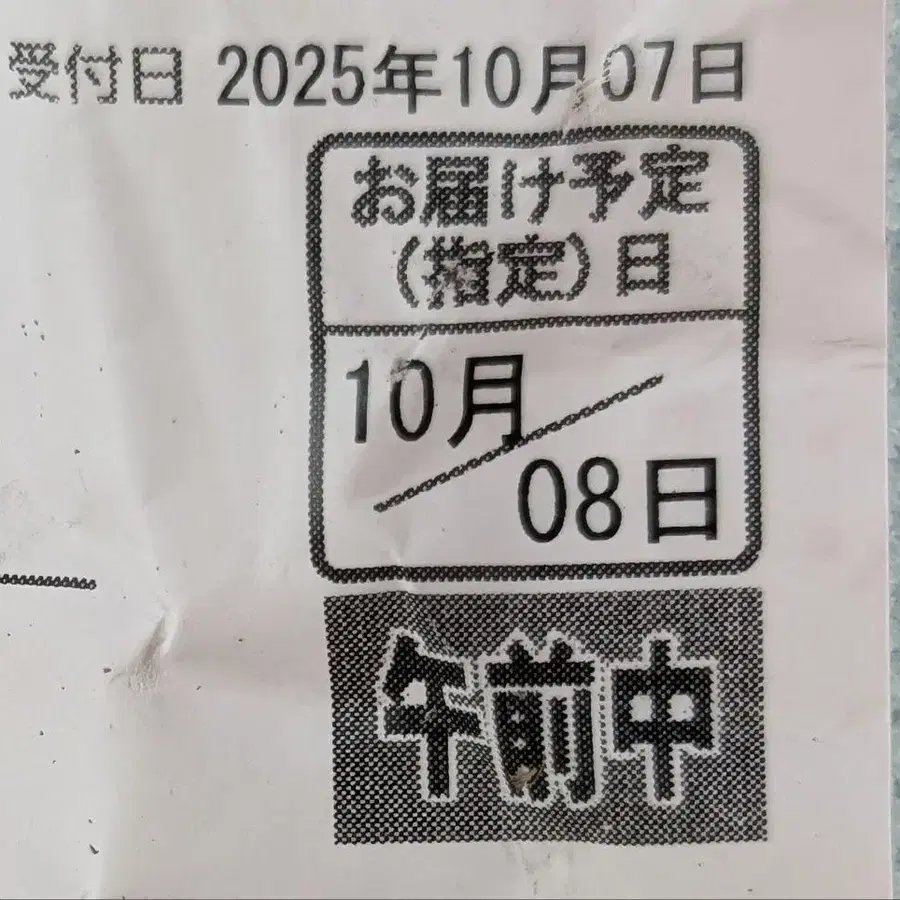 受付日 2025年10月07日
お届け予定
(指定)日
10月
08日
午前中